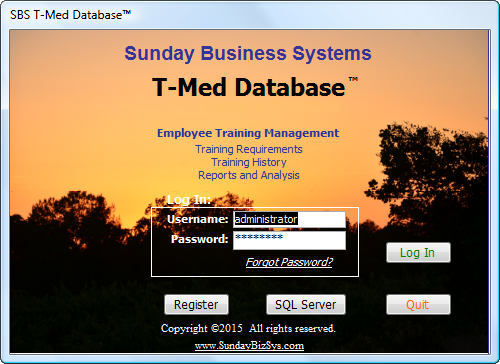 SBS T-Med Database™
Sunday Business Systems
T-Med Database™
Employee Training Management
Training Requirements
Training History
Reports and Analysis
Log In:
Username: administrator
Password: ********
Forgot Password?
Log In
Register
SQL Server
Quit
Copyright ©2015 All rights reserved.
www.SundayBizSys.com